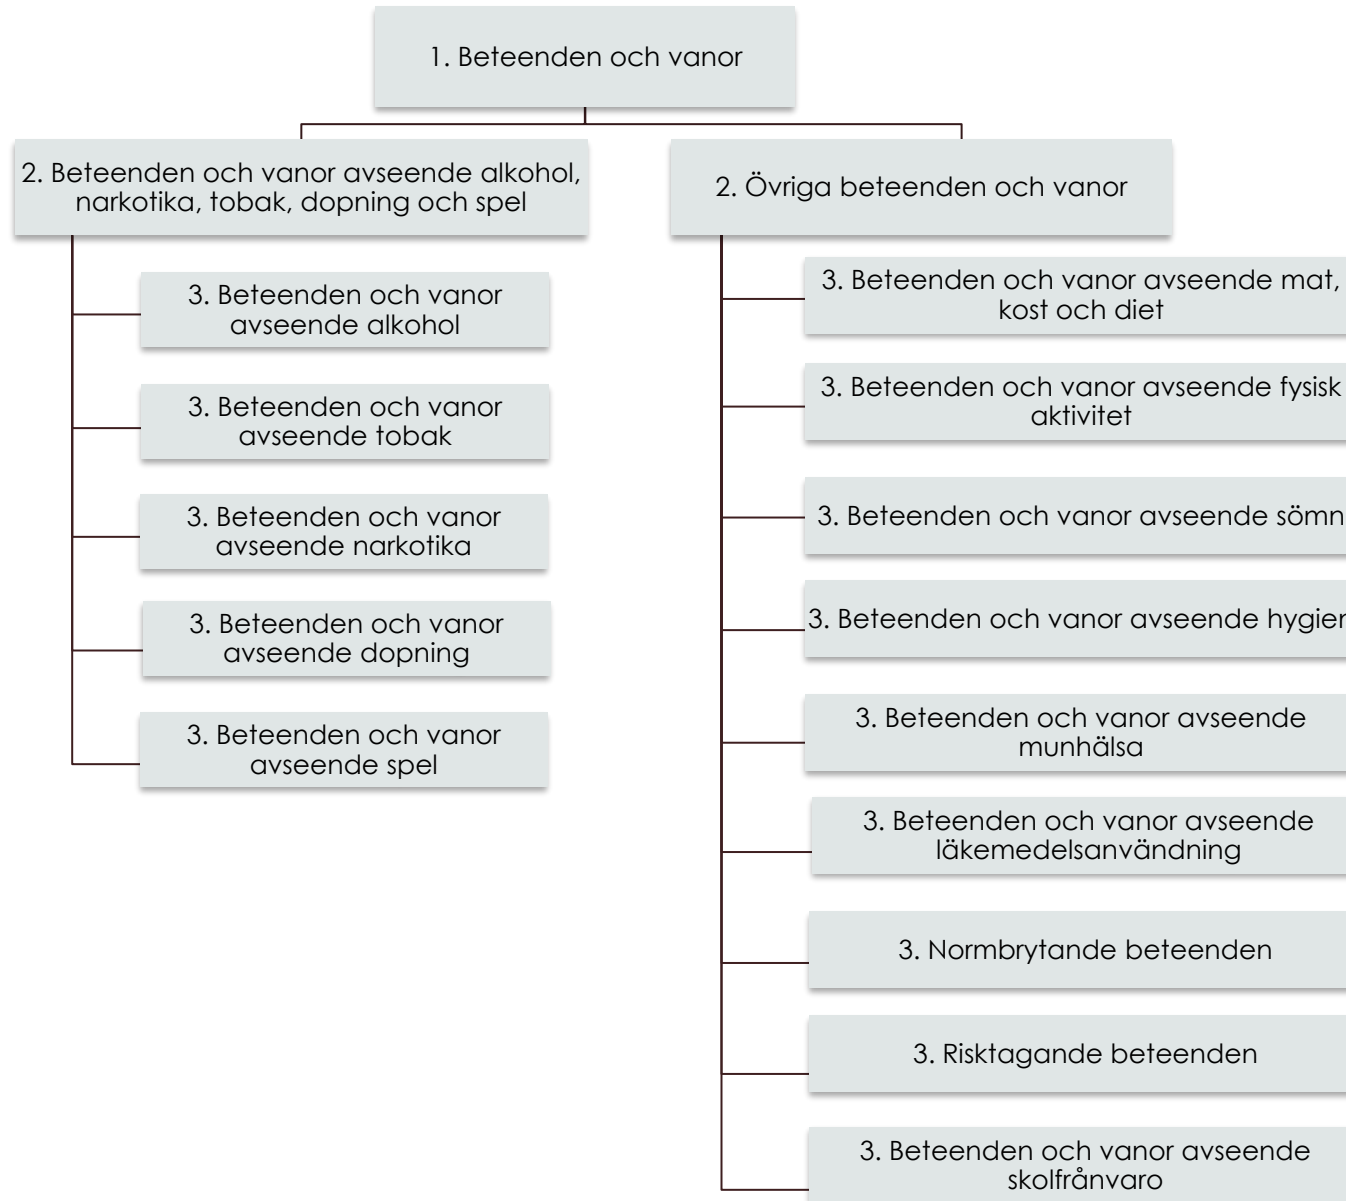 1. Beteenden och vanor
2. Beteenden och vanor avseende alkohol,
narkotika, tobak, dopning och spel
3. Beteenden och vanor
avseende alkohol
3. Beteenden och vanor
avseende tobak
3. Beteenden och vanor
avseende narkotika
3. Beteenden och vanor
avseende dopning
3. Beteenden och vanor
avseende spel
2. Övriga beteenden och vanor
3. Beteenden och vanor avseende mat,
kost och diet
3. Beteenden och vanor avseende fysisk
aktivitet
3. Beteenden och vanor avseende sömn
3. Beteenden och vanor avseende hygien
3. Beteenden och vanor avseende
munhälsa
3. Beteenden och vanor avseende
läkemedelsanvändning
3. Normbrytande beteenden
3. Risktagande beteenden
3. Beteenden och vanor avseende
skolfrånvaro